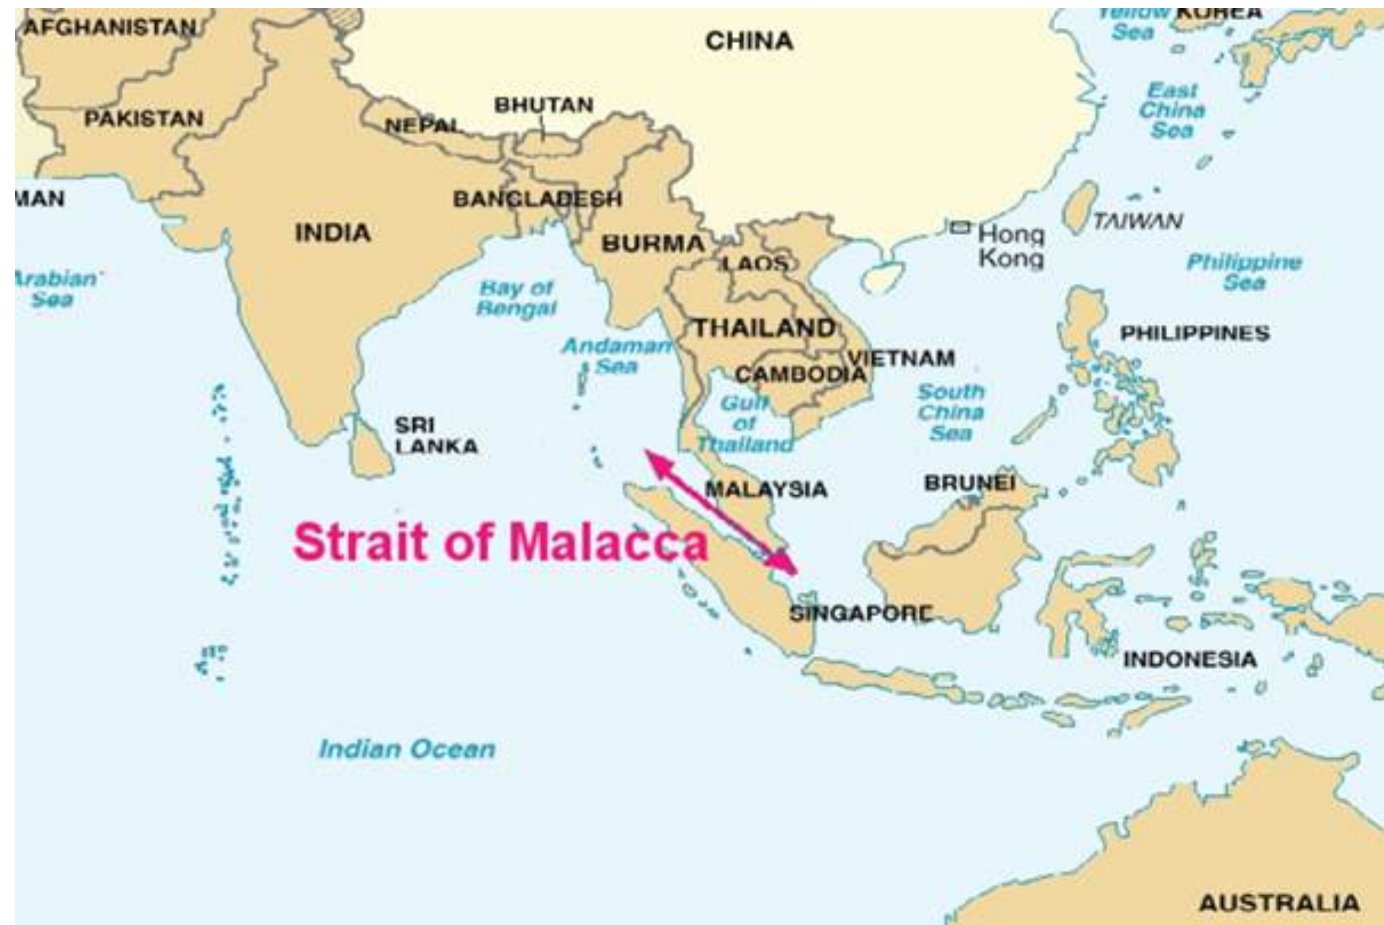 AFGHANISTAN
CHINA
Yellow
Sea
KOREA
PAKISTAN
NEPAL
BHUTAN
East
China
Sea
MAN
BANGLADESH
INDIA
BURMA
LAOS
Hong
Kong
TAIWAN
Arabian
Sea
Bay of
Bengal
Philippine
Sea
THAILAND
PHILIPPINES
Andaman
Sea
VIETNAM
CAMBODIA
SRI
LANKA
Gulf
of
Thailand
South
China
Sea
MALAYSIA
BRUNEI
Strait of Malacca
SINGAPORE
INDONESIA
Indian Ocean
AUSTRALIA